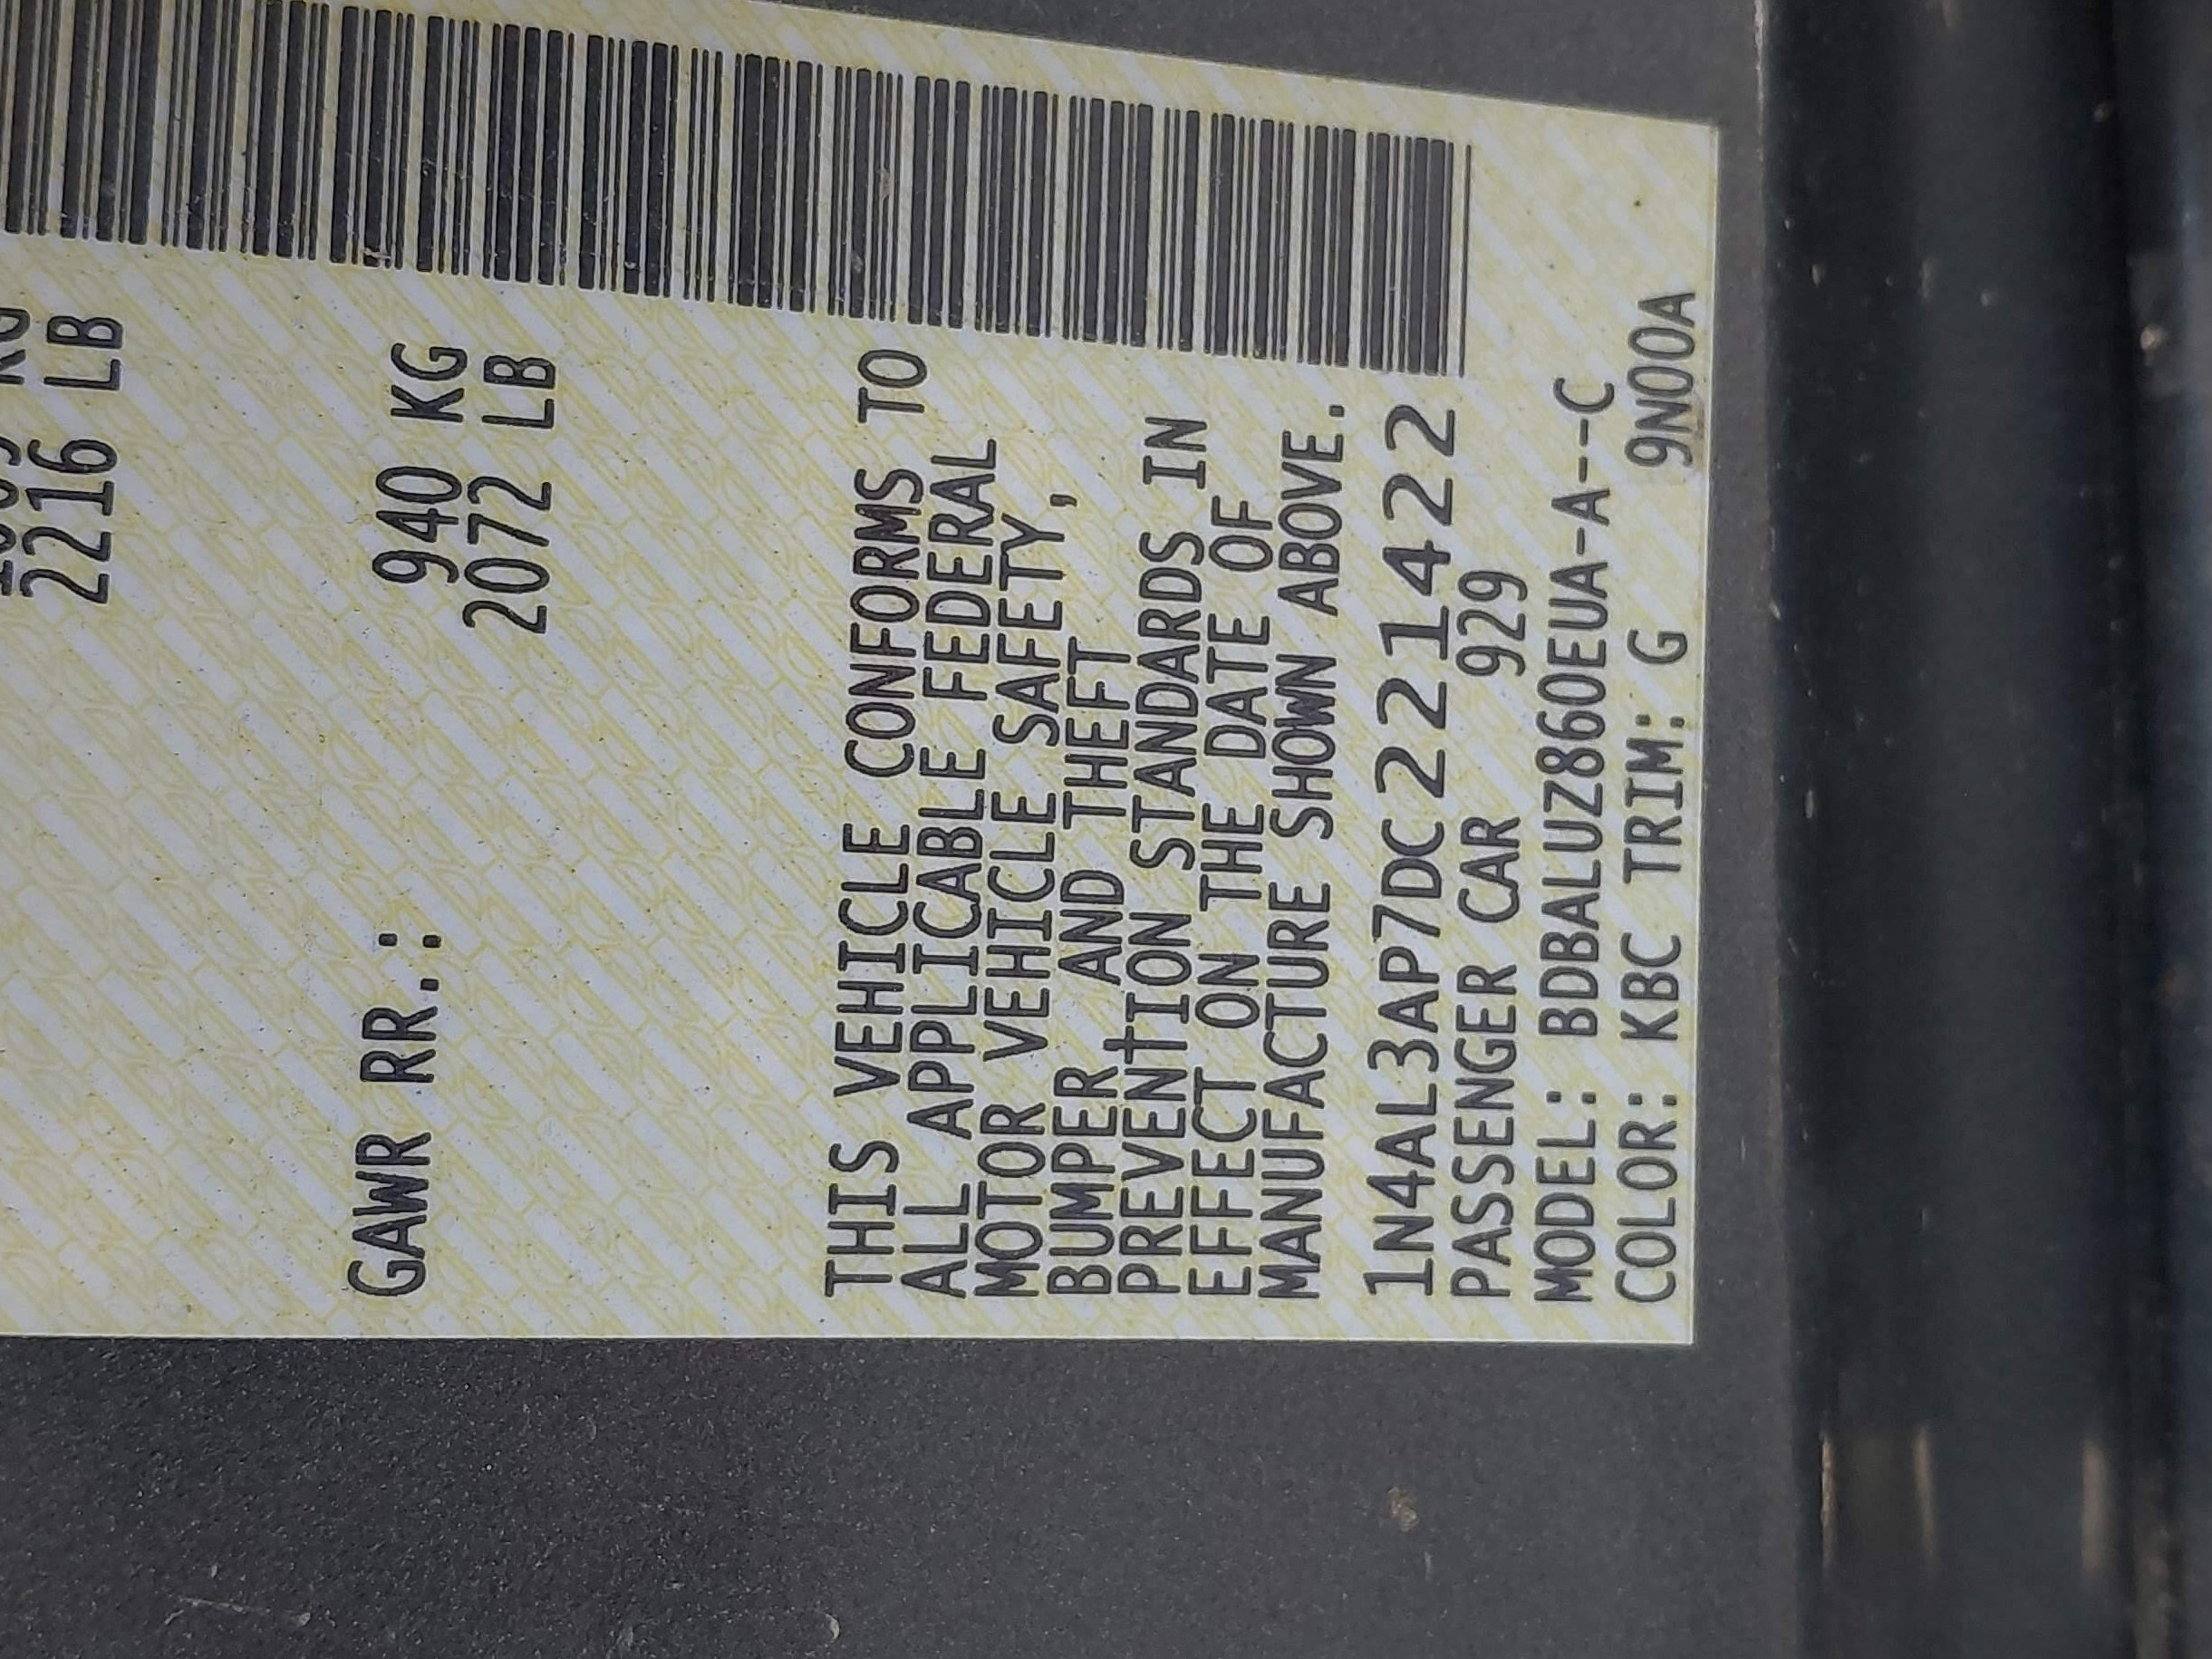 2216 LB
GAWR RR.: 940 KG
2072 LB
THIS VEHICLE CONFORMS TO
ALL APPLICABLE FEDERAL
MOTOR VEHICLE SAFETY,
BUMPER AND THEFT
PREVENTION STANDARDS IN
EFFECT ON THE DATE OF
MANUFACTURE SHOWN ABOVE.
1N4AL3AP7DC221422
PASSENGER CAR 929
MODEL: BDBALUZ860EUA-A---C
COLOR: KBC TRIM: G 9N00A